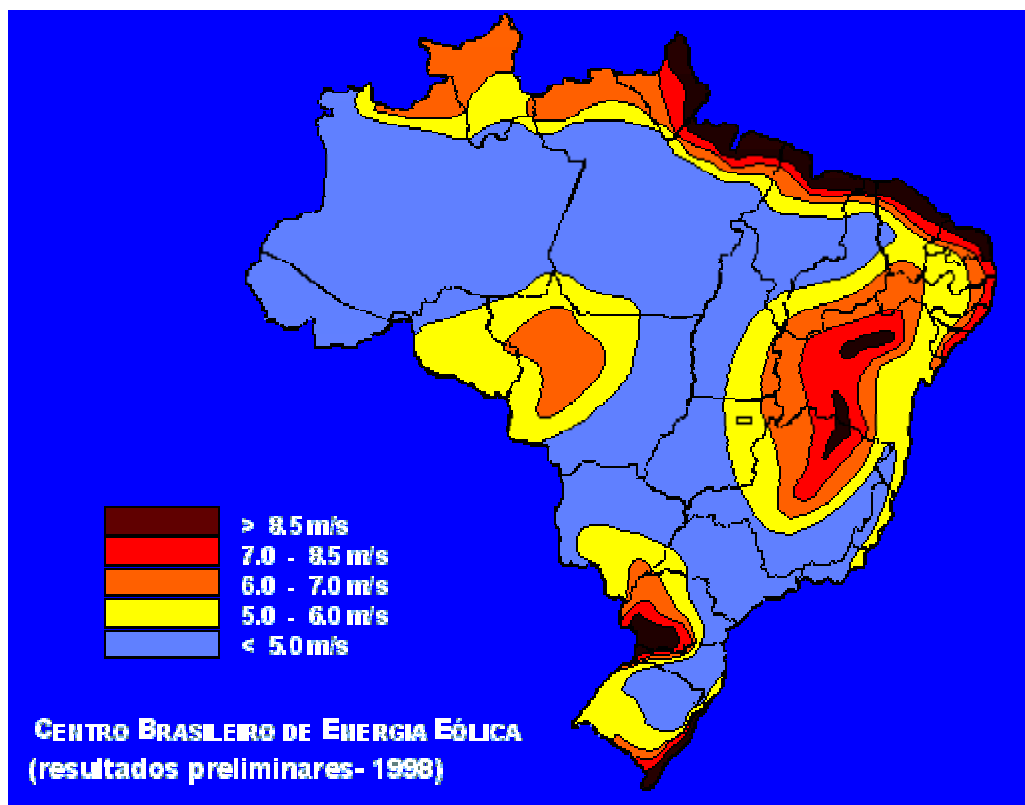 > 8.5 m/s
7.0 - 8.5 m/s
6.0 - 7.0 m/s
5.0 - 6.0 m/s
< 5.0 m/s
CENTRO BRASILEIRO DE ENERGIA EÓLICA
(resultados preliminares- 1998)